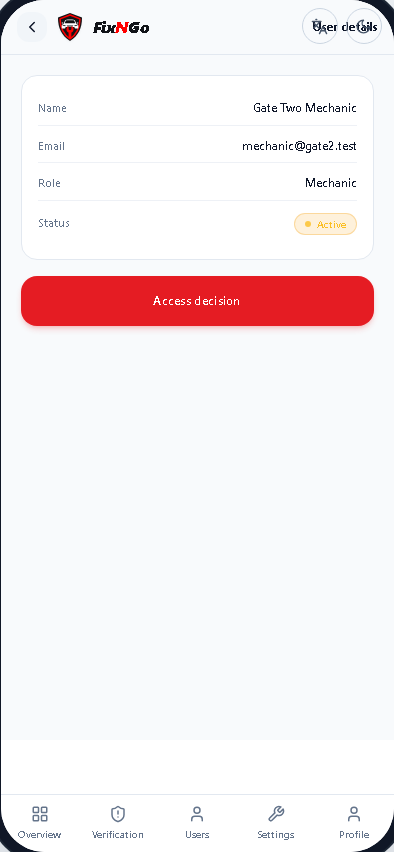 FixNGo
User details
Name
Gate Two Mechanic
Email
mechanic@gate2.test
Role
Mechanic
Status
Active
Access decision
Overview
Verification
Users
Settings
Profile